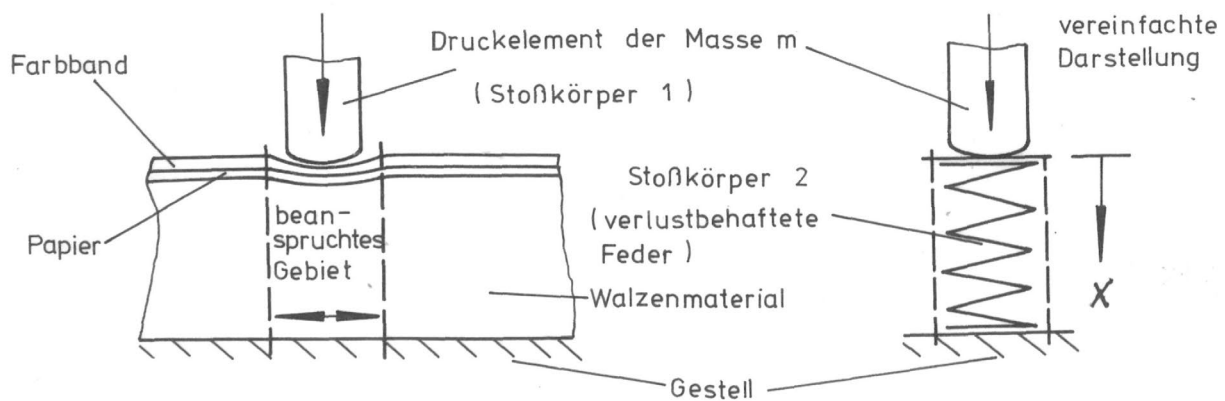 Farbband
Druckelement der Masse m
(Stoßkörper 1)
vereinfachte
Darstellung
Papier
bean-
spruchtes
Gebiet
Stoßkörper 2
(verlustbehaftete
Feder)
Walzenmaterial
X
Gestell